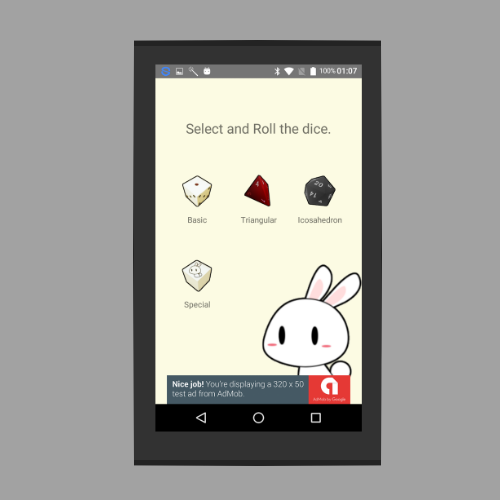 100% 01:07
Select and Roll the dice.
Basic
Triangular
Icosahedron
Special
Nice job! You're displaying a 320 x 50
test ad from AdMob.
AdMob by Google